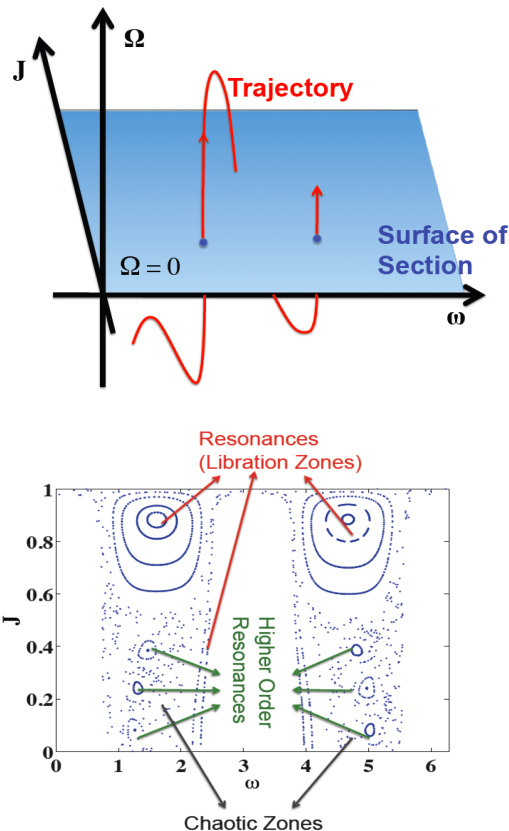 Ω
J
Trajectory
Surface of
Section
Ω = 0
ω
Resonances
(Libration Zones)
1
0.8
0.6
0.4
0.2
0
J
Higher Order
Resonances
0
1
2
3
4
5
6
ω
Chaotic Zones